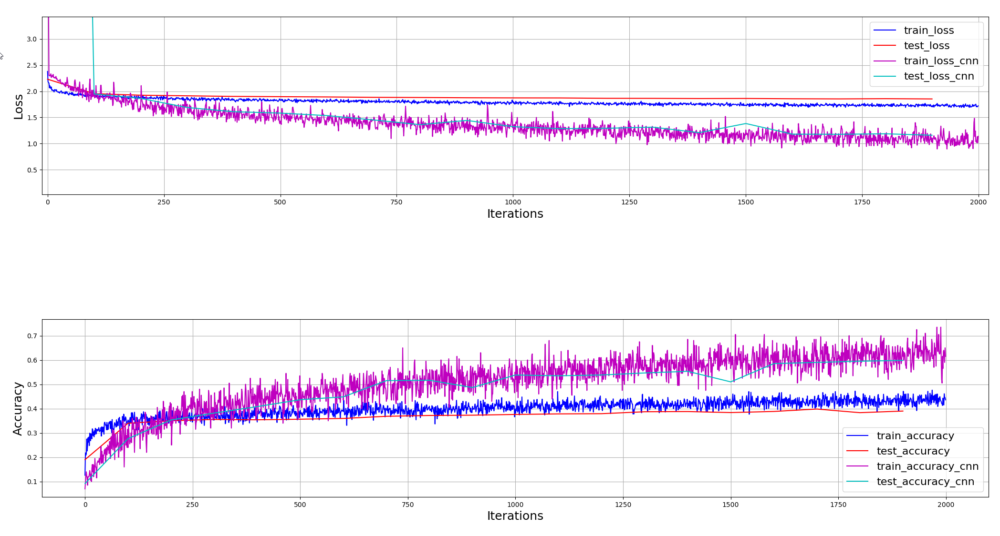 3.0
2.5
2.0
1.5
1.0
0.5
Loss
train_loss
test_loss
train_loss_cnn
test_loss_cnn
0 250 500 750 1000 1250 1500 1750 2000
Iterations
0.7
0.6
0.5
0.4
0.3
0.2
0.1
Accuracy
train_accuracy
test_accuracy
train_accuracy_cnn
test_accuracy_cnn
0 250 500 750 1000 1250 1500 1750 2000
Iterations